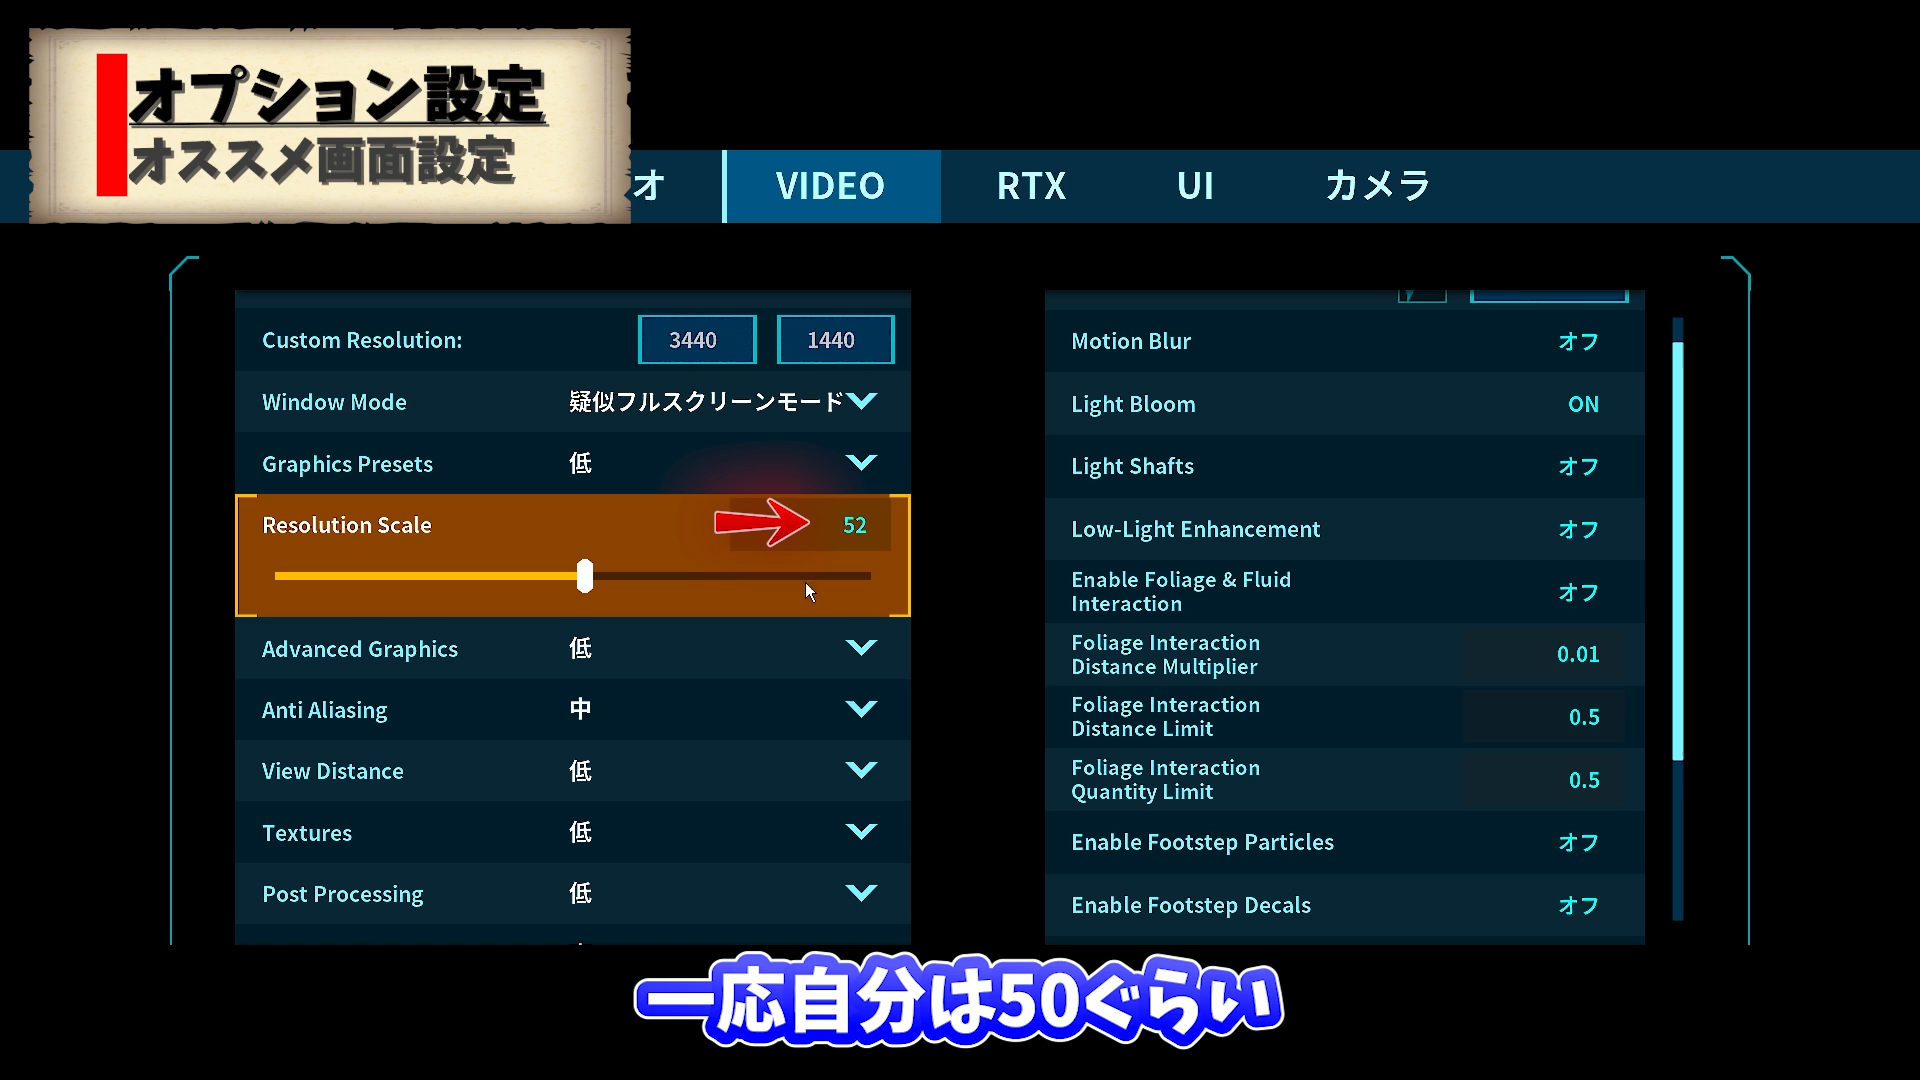 オプション設定
オススメ画面設定
オ
VIDEO
RTX
UI
カメラ
Custom Resolution:
3440
1440
Window Mode
疑似フルスクリーンモード
Graphics Presets
低
Resolution Scale
52
Advanced Graphics
低
Anti Aliasing
中
View Distance
低
Textures
低
Post Processing
低
Motion Blur
オフ
Light Bloom
ON
Light Shafts
オフ
Low-Light Enhancement
オフ
Enable Foliage & Fluid
Interaction
オフ
Foliage Interaction
Distance Multiplier
0.01
Foliage Interaction
Distance Limit
0.5
Foliage Interaction
Quantity Limit
0.5
Enable Footstep Particles
オフ
Enable Footstep Decals
オフ
一応自分は50ぐらい